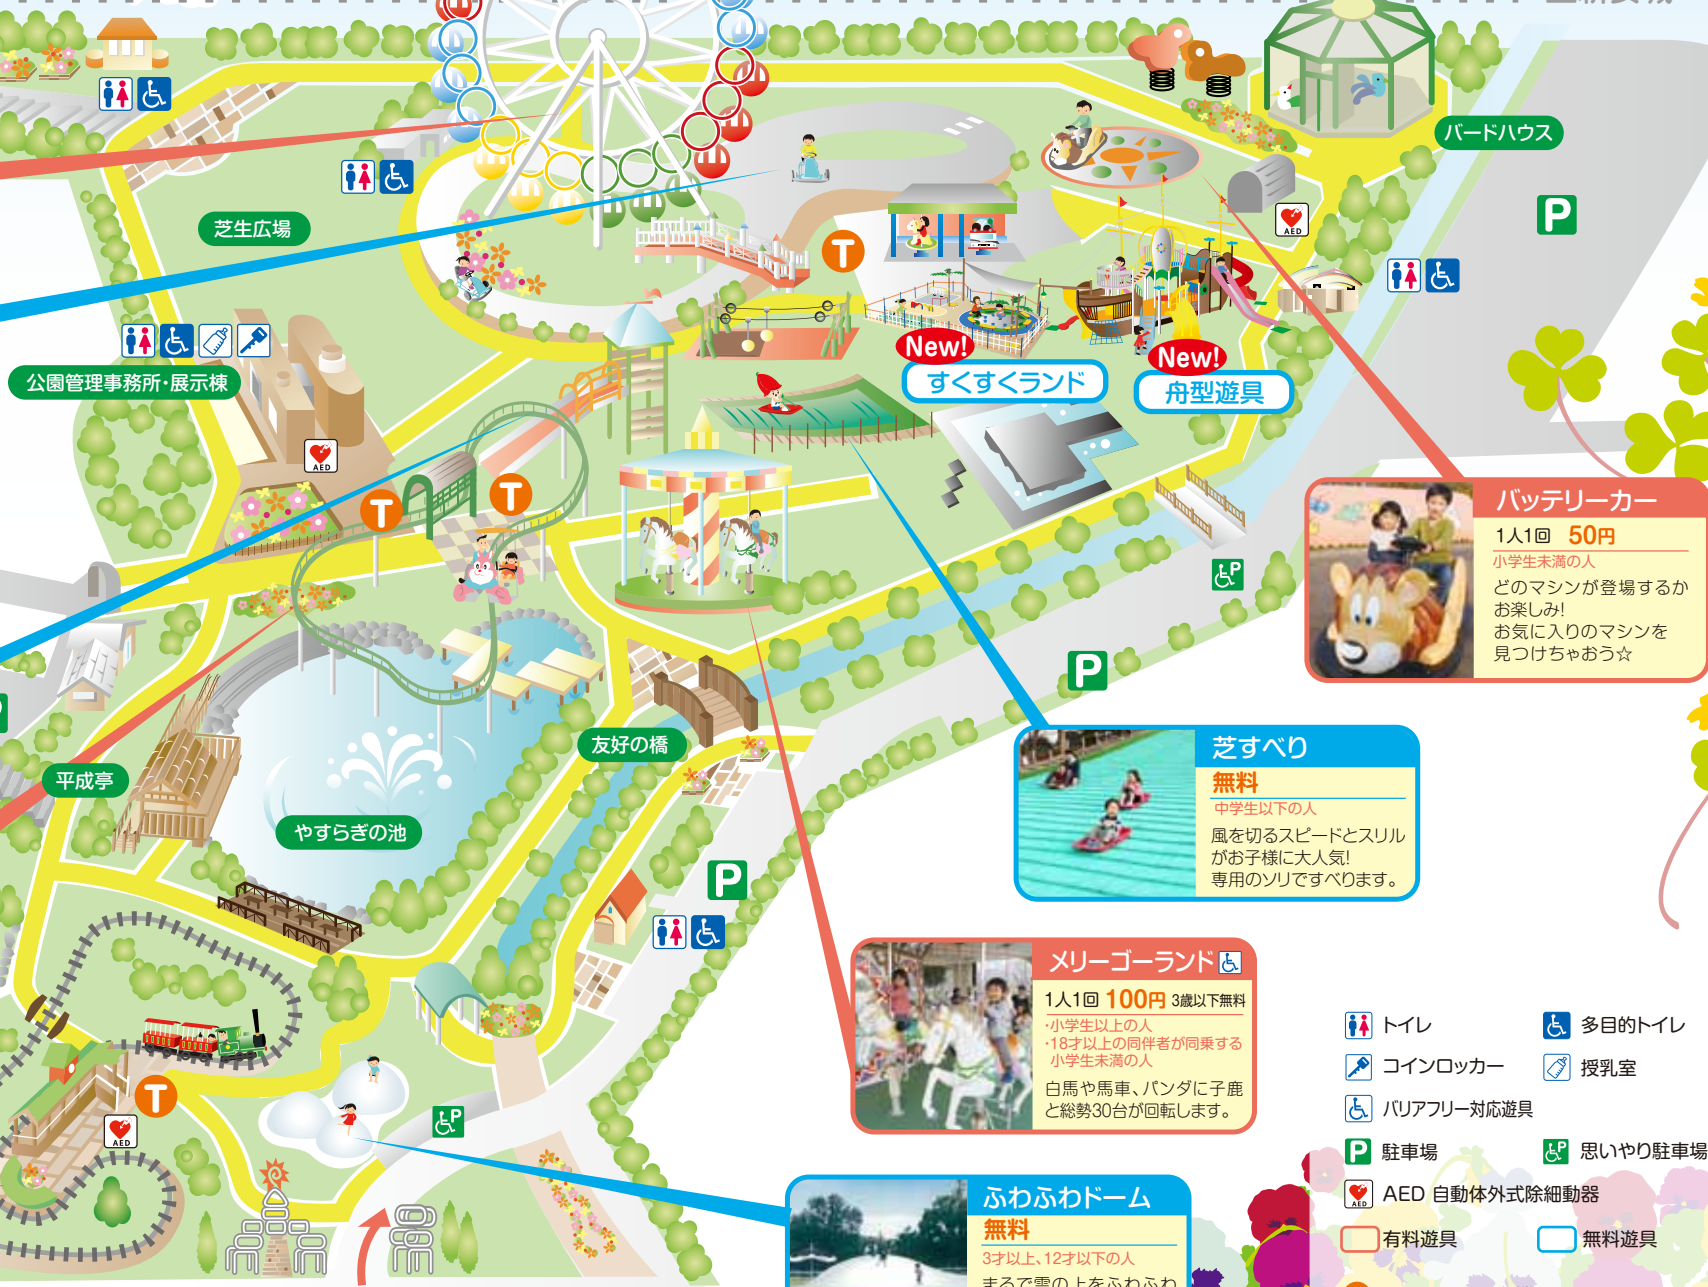 バードハウス
P
芝生広場
T
AED
公園管理事務所・展示棟
New!
すくすくランド
New!
舟型遊具
AED
T
T
バッテリーカー
1人1回 50円
小学生未満の人
どのマシンが登場するか
お楽しみ!
お気に入りのマシンを
見つけちゃおう☆
P
P
友好の橋
平成亭
やすらぎの池
芝すべり
無料
中学生以下の人
風を切るスピードとスリル
がお子様に大人気!
専用のソリですべります。
P
メリーゴーランド
1人1回 100円 3歳以下無料
・小学生以上の人
・18才以上の同伴者が同乗する
小学生未満の人
白馬や馬車、パンダに子鹿
と総勢30台が回転します。
T
AED
P
ふわふわドーム
無料
3才以上、12才以下の人
まるで雲の上をふわふわ
トイレ
多目的トイレ
コインロッカー
授乳室
バリアフリー対応遊具
P 駐車場
P 思いやり駐車場
AED AED 自動体外式除細動器
有料遊具
無料遊具